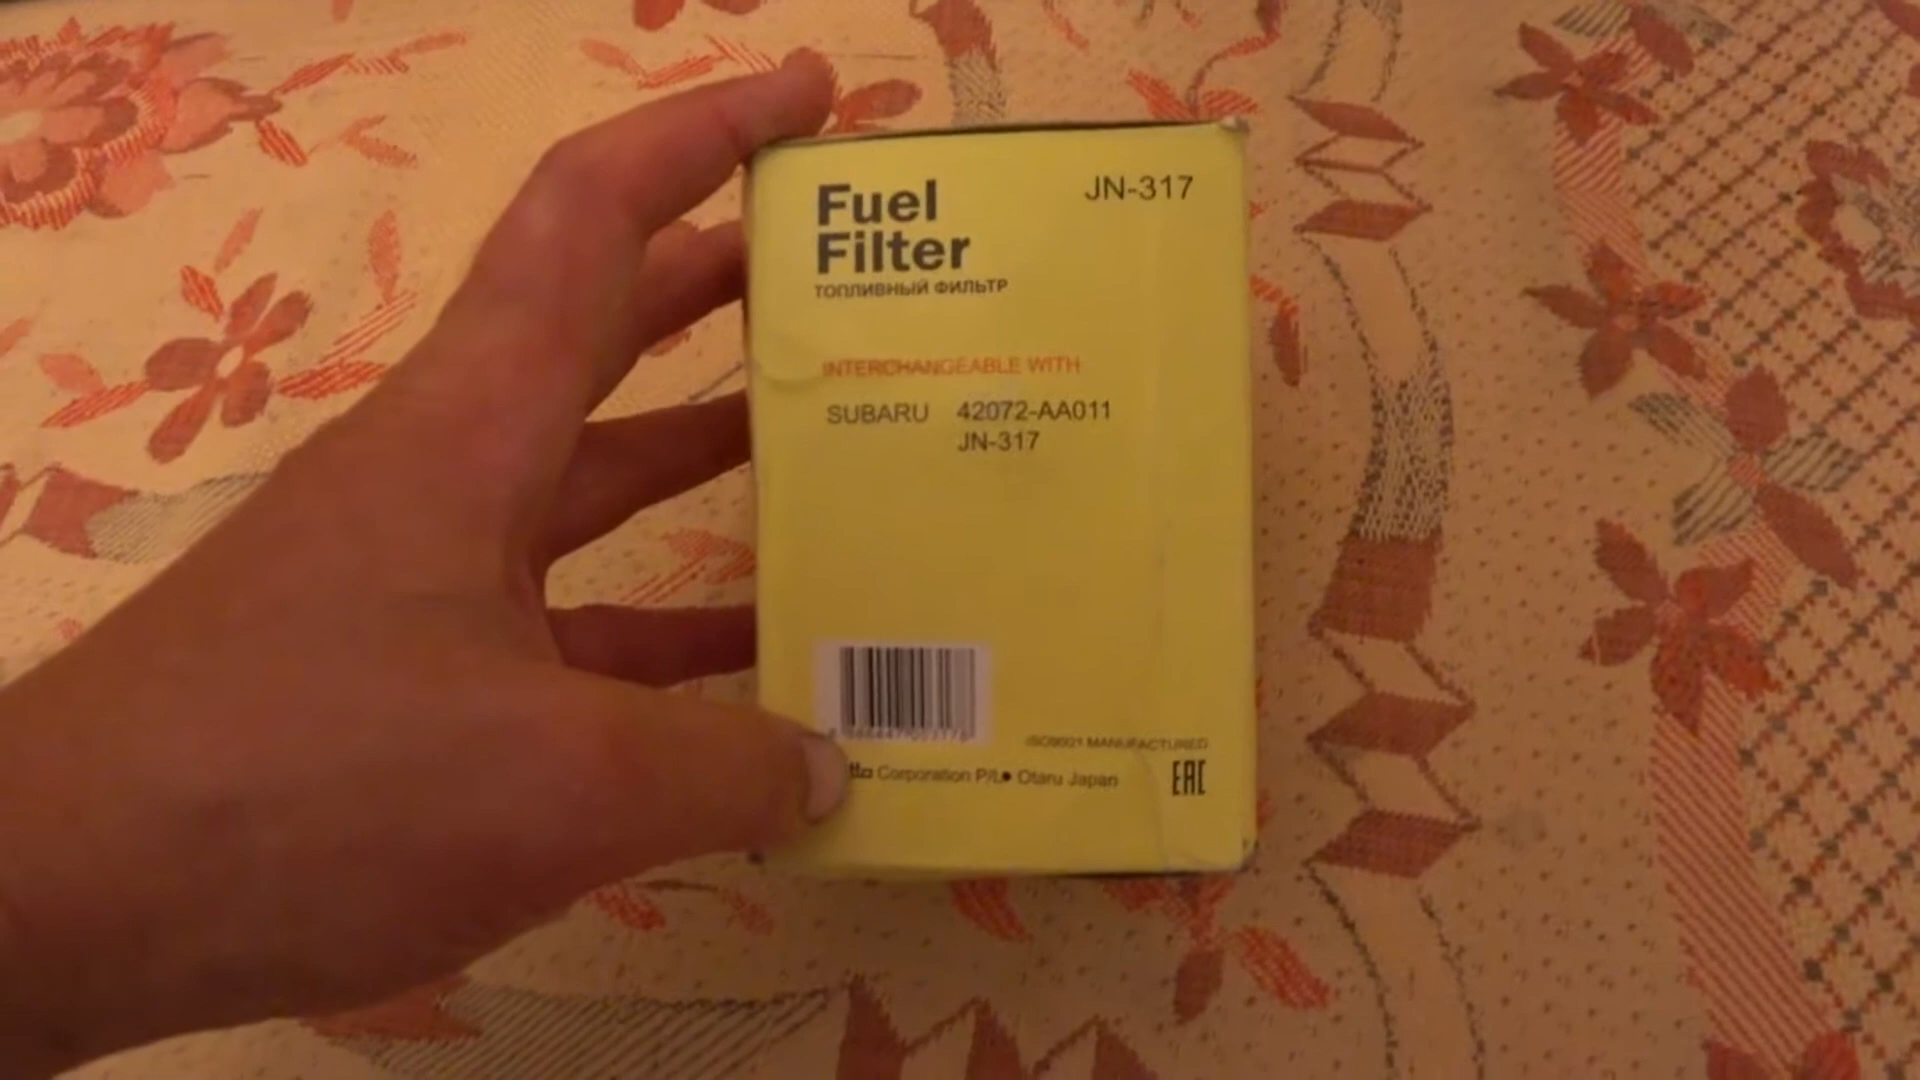 Fuel
Filter
JN-317
ТОПЛИВНЫЙ ФИЛЬТР
INTERCHANGEABLE WITH
SUBARU 42072-AA011
JN-317
ISO9001 MANUFACTURED
Corporation P/L• Otaru Japan
EAC